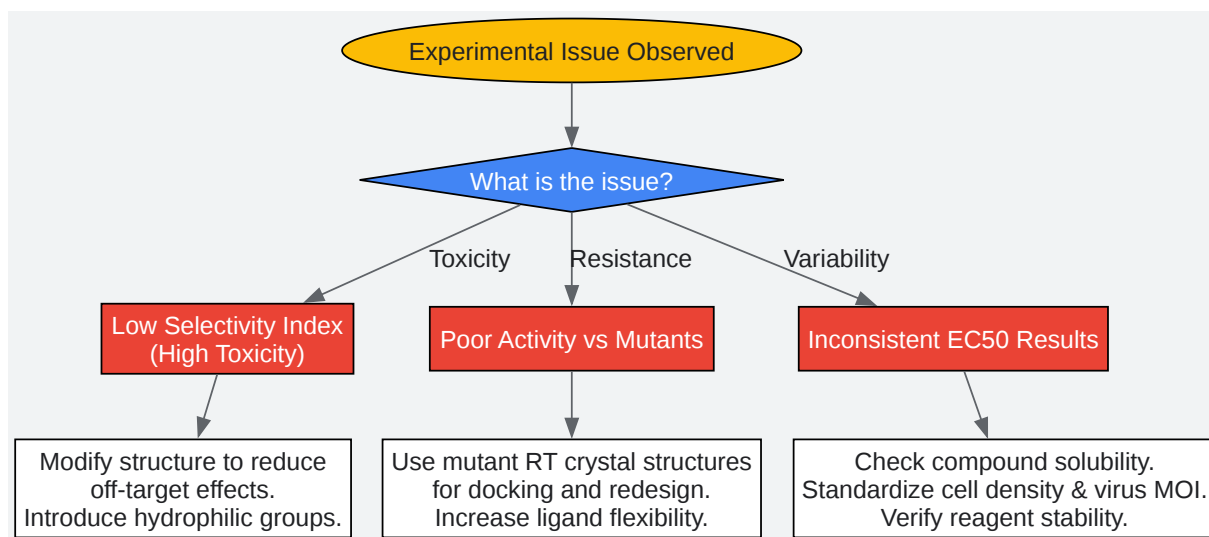 Experimental Issue Observed
What is the issue?
Toxicity
Resistance
Variability
Low Selectivity Index
(High Toxicity)
Poor Activity vs Mutants
Inconsistent EC50 Results
Modify structure to reduce
off-target effects.
Introduce hydrophilic groups.
Use mutant RT crystal structures
for docking and redesign.
Increase ligand flexibility.
Check compound solubility.
Standardize cell density & virus MOI.
Verify reagent stability.